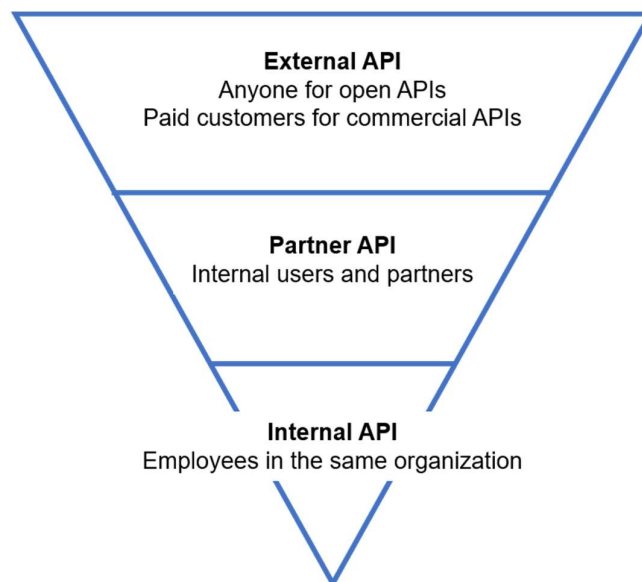 External API
Anyone for open APIs
Paid customers for commercial APIs
Partner API
Internal users and partners
Internal API
Employees in the same organization